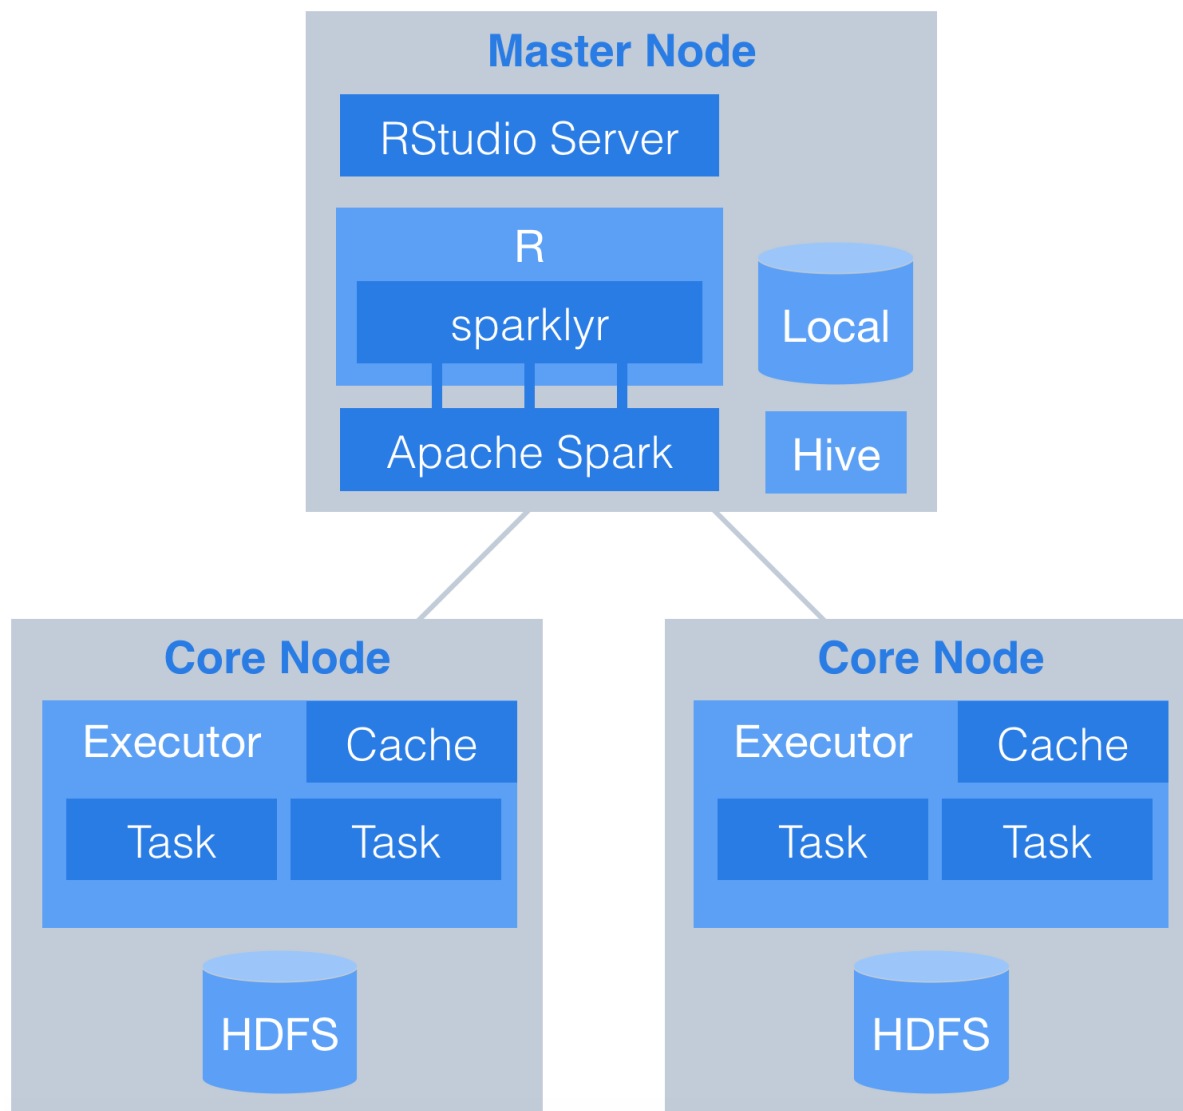 Master Node
RStudio Server
R
sparklyr
Local
Apache Spark
Hive
Core Node
Executor
Cache
Task
Task
HDFS
Core Node
Executor
Cache
Task
Task
HDFS